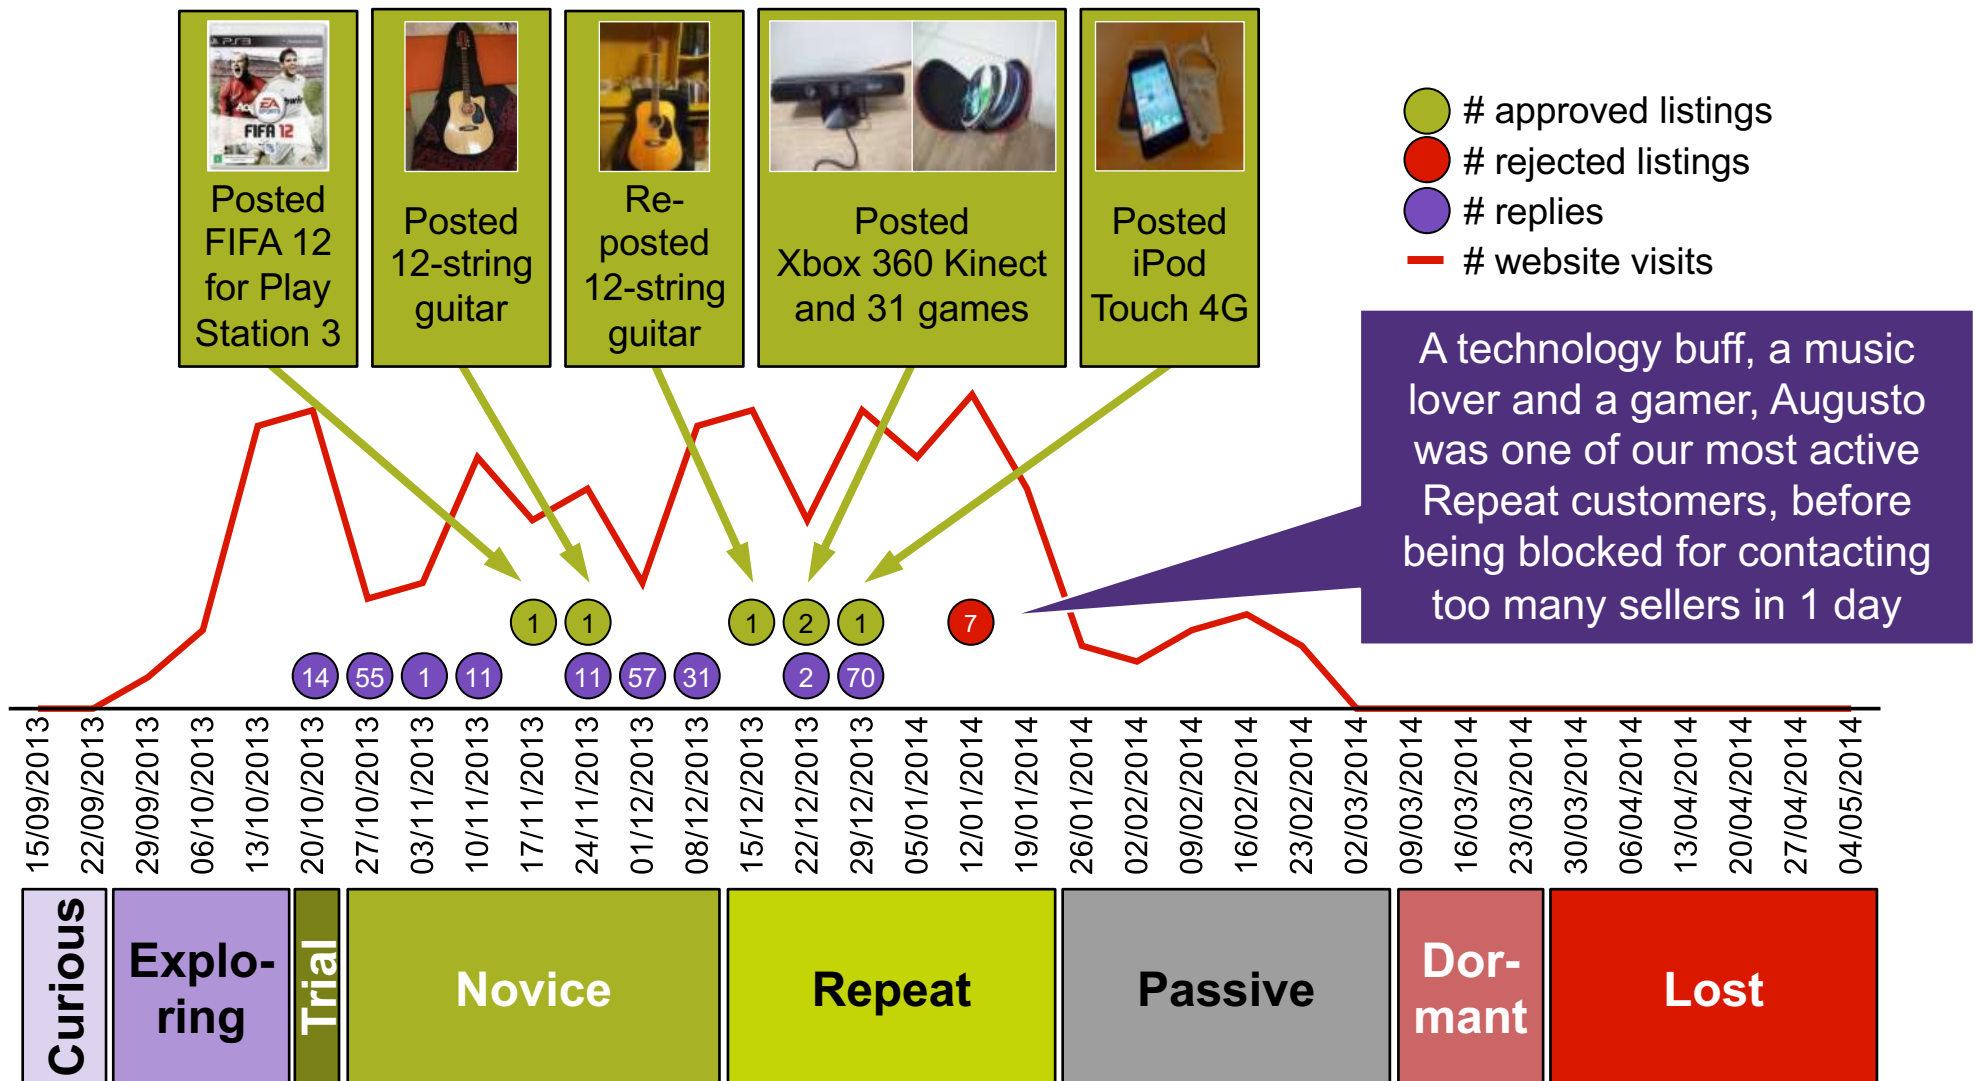 PS3
EA
SPORTS
FIFA 12
Posted
FIFA 12
for Play
Station 3
Posted
12-string
guitar
Re-
posted
12-string
guitar
Posted
Xbox 360 Kinect
and 31 games
Posted
iPod
Touch 4G
# approved listings
# rejected listings
# replies
# website visits
A technology buff, a music
lover and a gamer, Augusto
was one of our most active
Repeat customers, before
being blocked for contacting
too many sellers in 1 day
1
1
1
2
1
7
14
55
1
11
11
57
31
2
70
15/09/2013
22/09/2013
29/09/2013
06/10/2013
13/10/2013
20/10/2013
27/10/2013
03/11/2013
10/11/2013
17/11/2013
24/11/2013
01/12/2013
08/12/2013
15/12/2013
22/12/2013
29/12/2013
05/01/2014
12/01/2014
19/01/2014
26/01/2014
02/02/2014
09/02/2014
16/02/2014
23/02/2014
02/03/2014
09/03/2014
16/03/2014
23/03/2014
30/03/2014
06/04/2014
13/04/2014
20/04/2014
27/04/2014
04/05/2014
Curious
Explo-
ring
Trial
Novice
Repeat
Passive
Dor-
mant
Lost